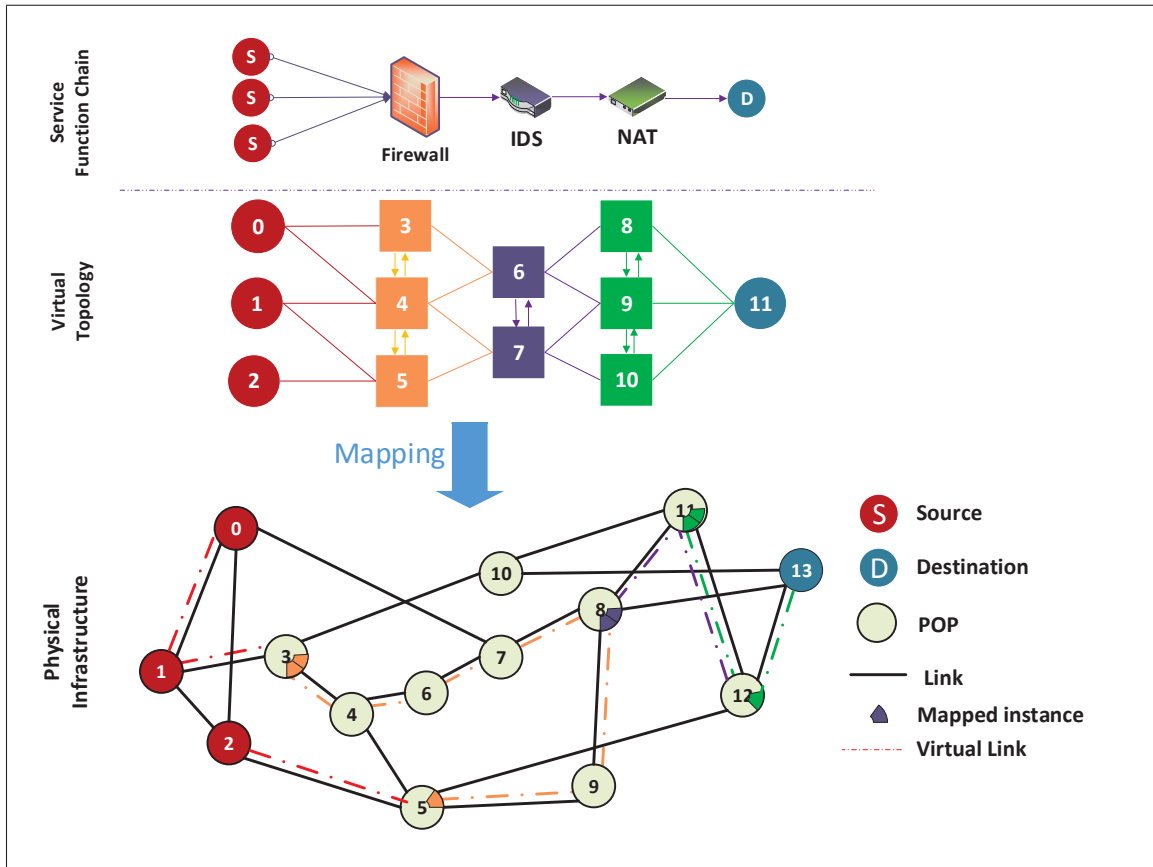 Service
Function Chain
S
S
S
Firewall
IDS
NAT
D
Virtual
Topology
0
1
2
3
4
5
6
7
8
9
10
11
Mapping
Physical
Infrastructure
0
1
2
3
4
5
6
7
8
9
10
11
12
13
S Source
D Destination
POP
Link
Mapped instance
Virtual Link